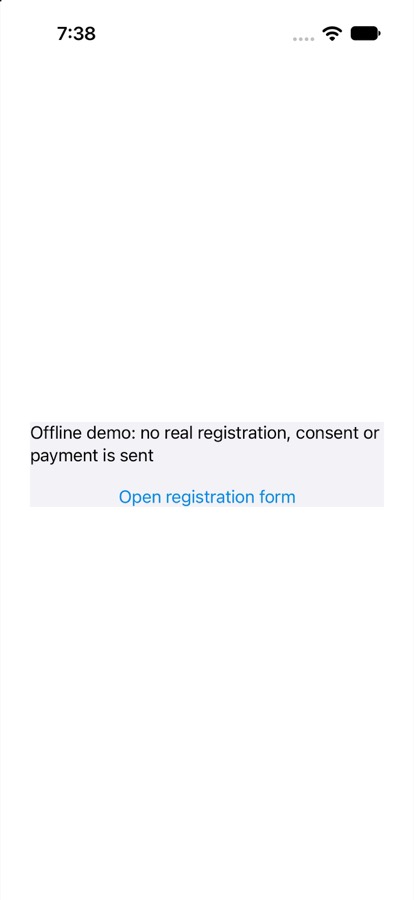 7:38
Offline demo: no real registration, consent or
payment is sent
Open registration form